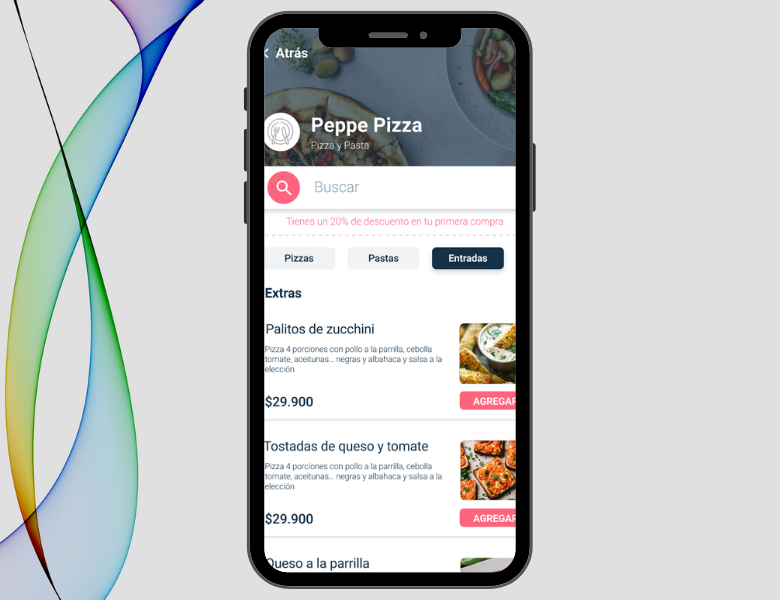 Atrás
Peppe Pizza
Pizza y Pasta
Buscar
Tienes un 20% de descuento en tu primera compra
Pizzas
Pastas
Entradas
Extras
Palitos de zucchini
Pizza 4 porciones con pollo a la parrilla, cebolla
tomate, aceitunas... negras y albahaca y salsa a la
elección
$29.900
AGREGAR
Tostadas de queso y tomate
Pizza 4 porciones con pollo a la parrilla, cebolla
tomate, aceitunas... negras y albahaca y salsa a la
elección
$29.900
AGREGAR
Queso a la parrilla